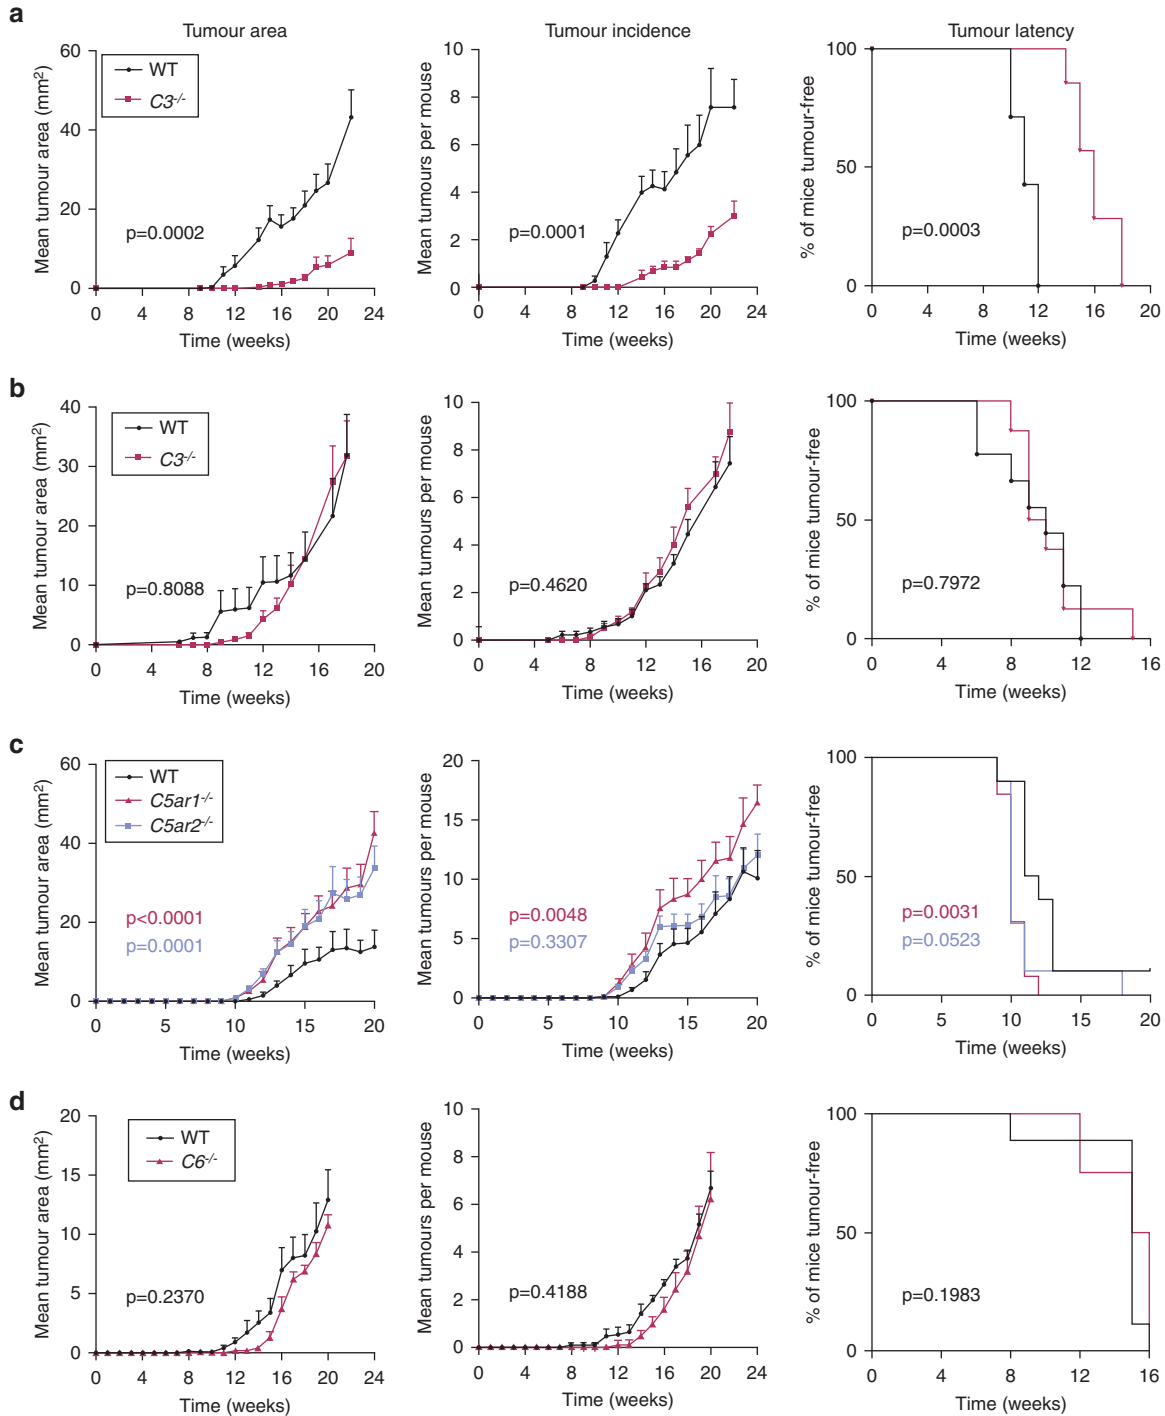 a
Tumour area
Tumour incidence
Tumour latency
Mean tumour area (mm²)
60
40
20
0
WT
C3-/-
p=0.0002
0 4 8 12 16 20 24
Time (weeks)
Mean tumours per mouse
10
8
6
4
2
0
p=0.0001
0 4 8 12 16 20 24
Time (weeks)
% of mice tumour-free
100
50
0
p=0.0003
0 4 8 12 16 20
Time (weeks)
b
Mean tumour area (mm²)
40
30
20
10
0
WT
C3-/-
p=0.8088
0 4 8 12 16 20
Time (weeks)
Mean tumours per mouse
10
8
6
4
2
0
p=0.4620
0 4 8 12 16 20
Time (weeks)
% of mice tumour-free
100
50
0
p=0.7972
0 4 8 12 16
Time (weeks)
c
Mean tumour area (mm²)
60
40
20
0
WT
C5ar1-/-
C5ar2-/-
p<0.0001
p=0.0001
0 5 10 15 20
Time (weeks)
Mean tumours per mouse
20
15
10
5
0
p=0.0048
p=0.3307
0 5 10 15 20
Time (weeks)
% of mice tumour-free
100
50
0
p=0.0031
p=0.0523
0 5 10 15 20
Time (weeks)
d
Mean tumour area (mm²)
20
15
10
5
0
WT
C6-/-
p=0.2370
0 4 8 12 16 20 24
Time (weeks)
Mean tumours per mouse
10
8
6
4
2
0
p=0.4188
0 4 8 12 16 20 24
Time (weeks)
% of mice tumour-free
100
50
0
p=0.1983
0 4 8 12 16
Time (weeks)